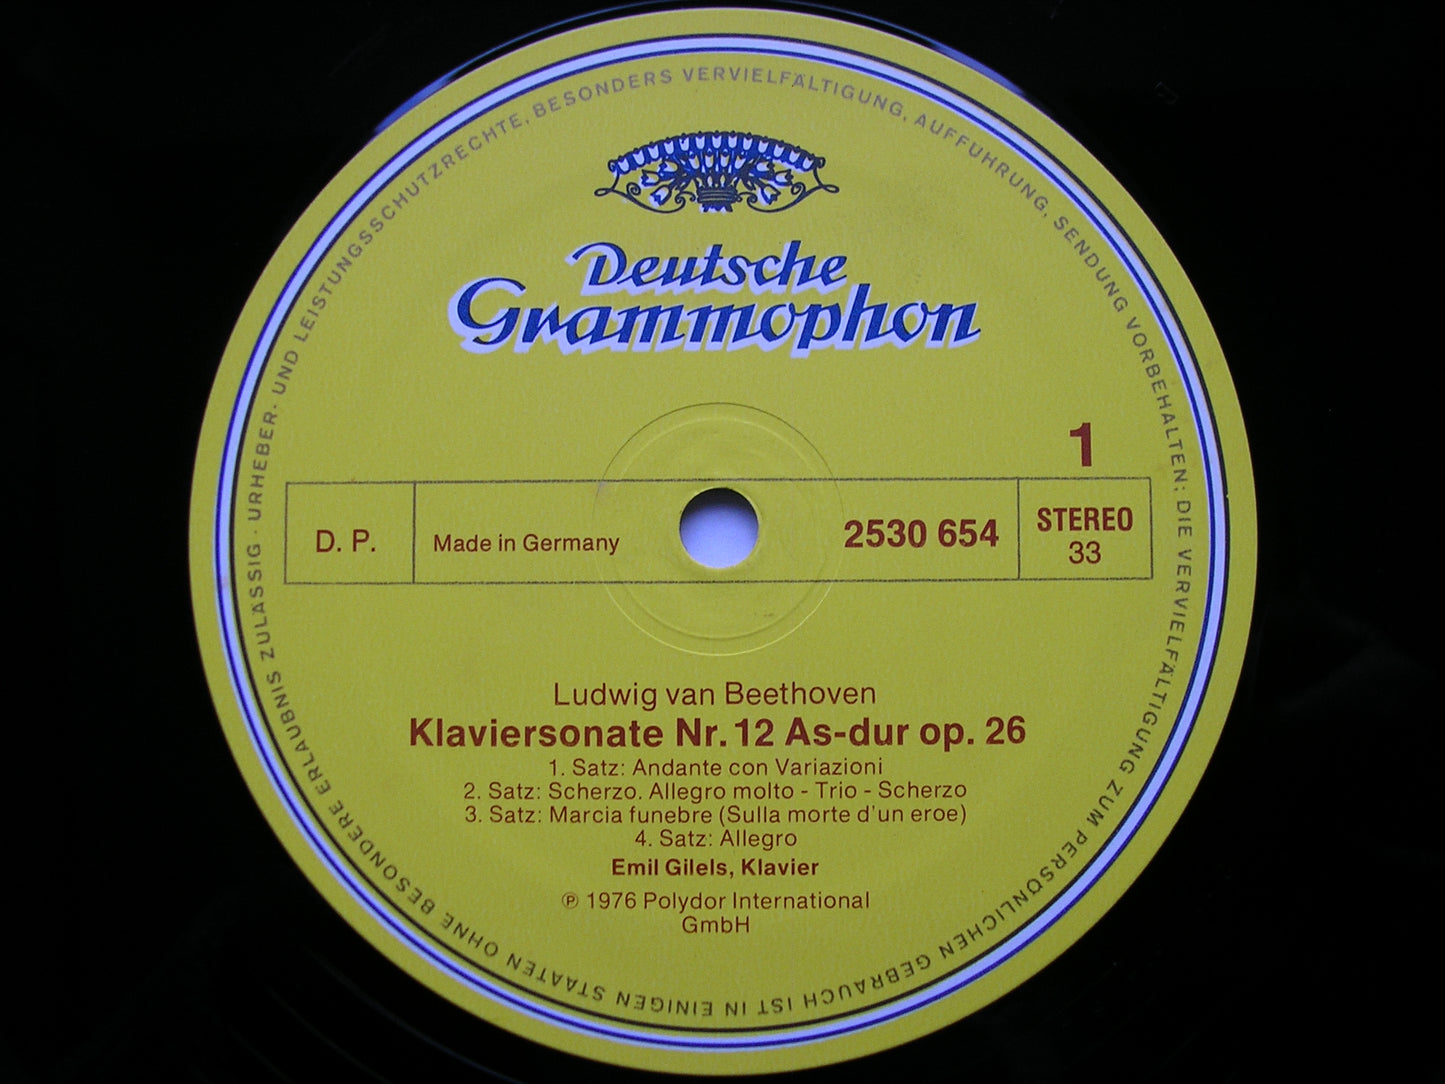 URHEBER- UND LEISTUNGSSCHUTZRECHTE, BESONDERS VERVIELFÄLTIGUNG, AUFFÜHRUNG, SENDUNG VORBEHALTEN; DIE VERVIELFÄLTIGUNG ZUM PERSÖNLICHEN GEBRAUCH IST IN EINIGEN STAATEN OHNE BESONDERE ERLAUBNIS ZULÄSSIG ·
Deutsche
Grammophon
1
D. P.
Made in Germany
2530 654
STEREO
33
Ludwig van Beethoven
Klaviersonate Nr. 12 As-dur op. 26
1. Satz: Andante con Variazioni
2. Satz: Scherzo. Allegro molto - Trio - Scherzo
3. Satz: Marcia funebre (Sulla morte d'un eroe)
4. Satz: Allegro
Emil Gilels, Klavier
℗ 1976 Polydor International
GmbH